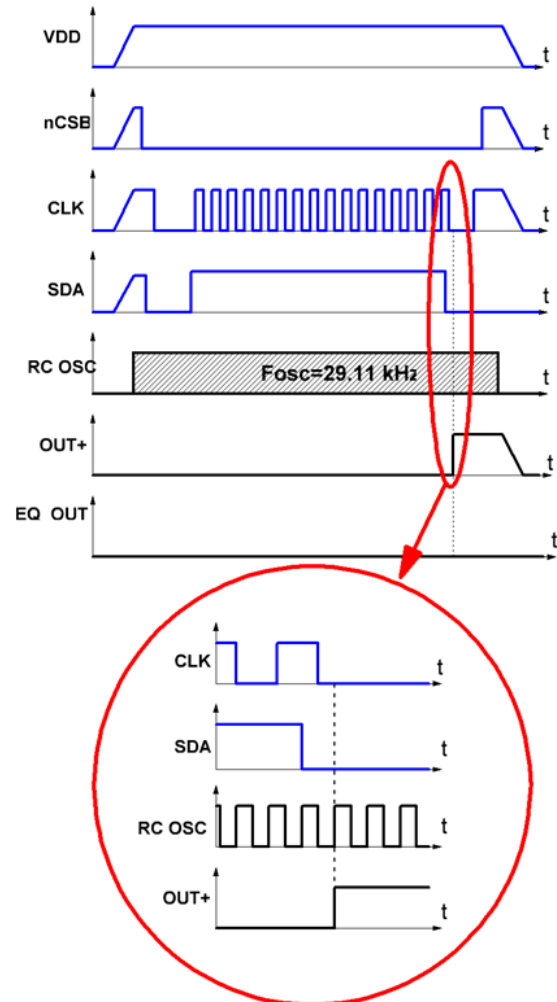 VDD
t
nCSB
t
CLK
t
SDA
t
RC OSC
Fosc=29.11 kHz
t
OUT+
t
EQ OUT
t
CLK
t
SDA
t
RC OSC
t
OUT+
t